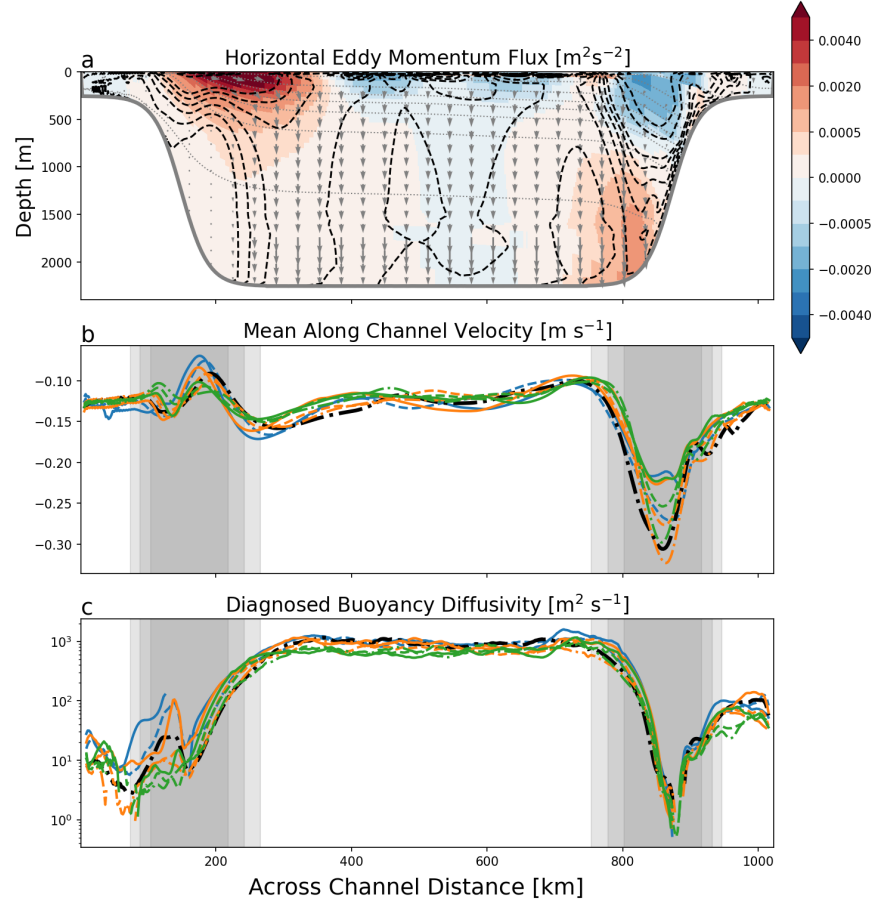 a
Horizontal Eddy Momentum Flux [m²s⁻²]
0
500
1000
1500
2000
Depth [m]
0.0040
0.0020
0.0005
0.0000
−0.0005
−0.0020
−0.0040
b
Mean Along Channel Velocity [m s⁻¹]
−0.10
−0.15
−0.20
−0.25
−0.30
c
Diagnosed Buoyancy Diffusivity [m² s⁻¹]
10³
10²
10¹
10⁰
200 400 600 800 1000
Across Channel Distance [km]